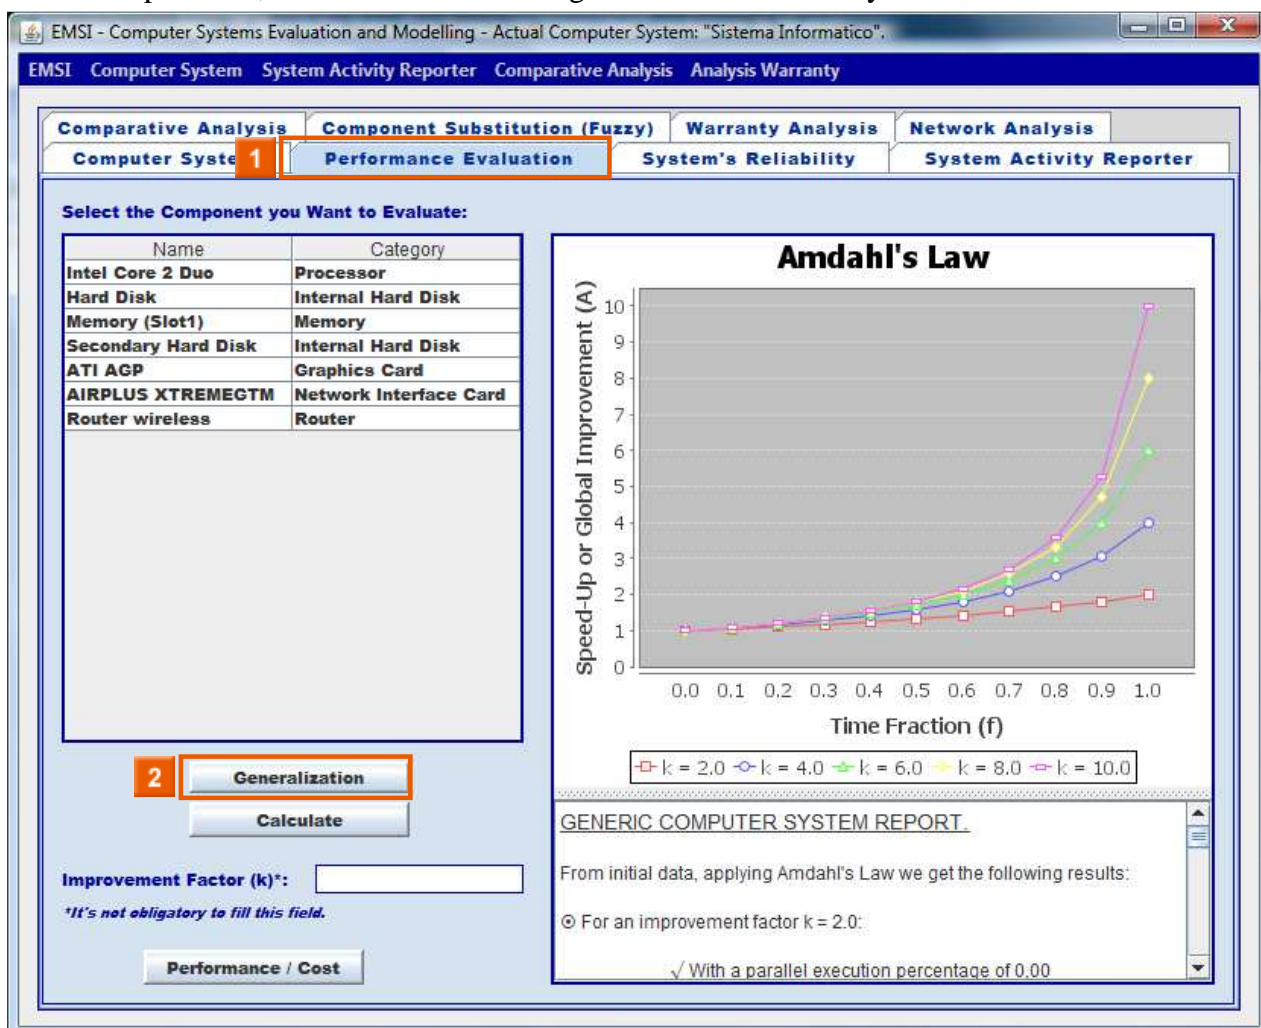 EMSI - Computer Systems Evaluation and Modelling - Actual Computer System: "Sistema Informatico".
EMSI Computer System System Activity Reporter Comparative Analysis Analysis Warranty
Comparative Analysis Component Substitution (Fuzzy) Warranty Analysis Network Analysis
Computer Syste 1 Performance Evaluation System's Reliability System Activity Reporter
Select the Component you Want to Evaluate:
Name Category
Intel Core 2 Duo Processor
Hard Disk Internal Hard Disk
Memory (Slot1) Memory
Secondary Hard Disk Internal Hard Disk
ATI AGP Graphics Card
AIRPLUS XTREMEGTM Network Interface Card
Router wireless Router
2 Generalization
Calculate
Improvement Factor (k)*:
*It's not obligatory to fill this field.
Performance / Cost
Amdahl's Law
Speed-Up or Global Improvement (A)
10
9
8
7
6
5
4
3
2
1
0
0.0 0.1 0.2 0.3 0.4 0.5 0.6 0.7 0.8 0.9 1.0
Time Fraction (f)
k = 2.0 k = 4.0 k = 6.0 k = 8.0 k = 10.0
GENERIC COMPUTER SYSTEM REPORT.
From initial data, applying Amdahl's Law we get the following results:
⊙ For an improvement factor k = 2.0:
√ With a parallel execution percentage of 0,00